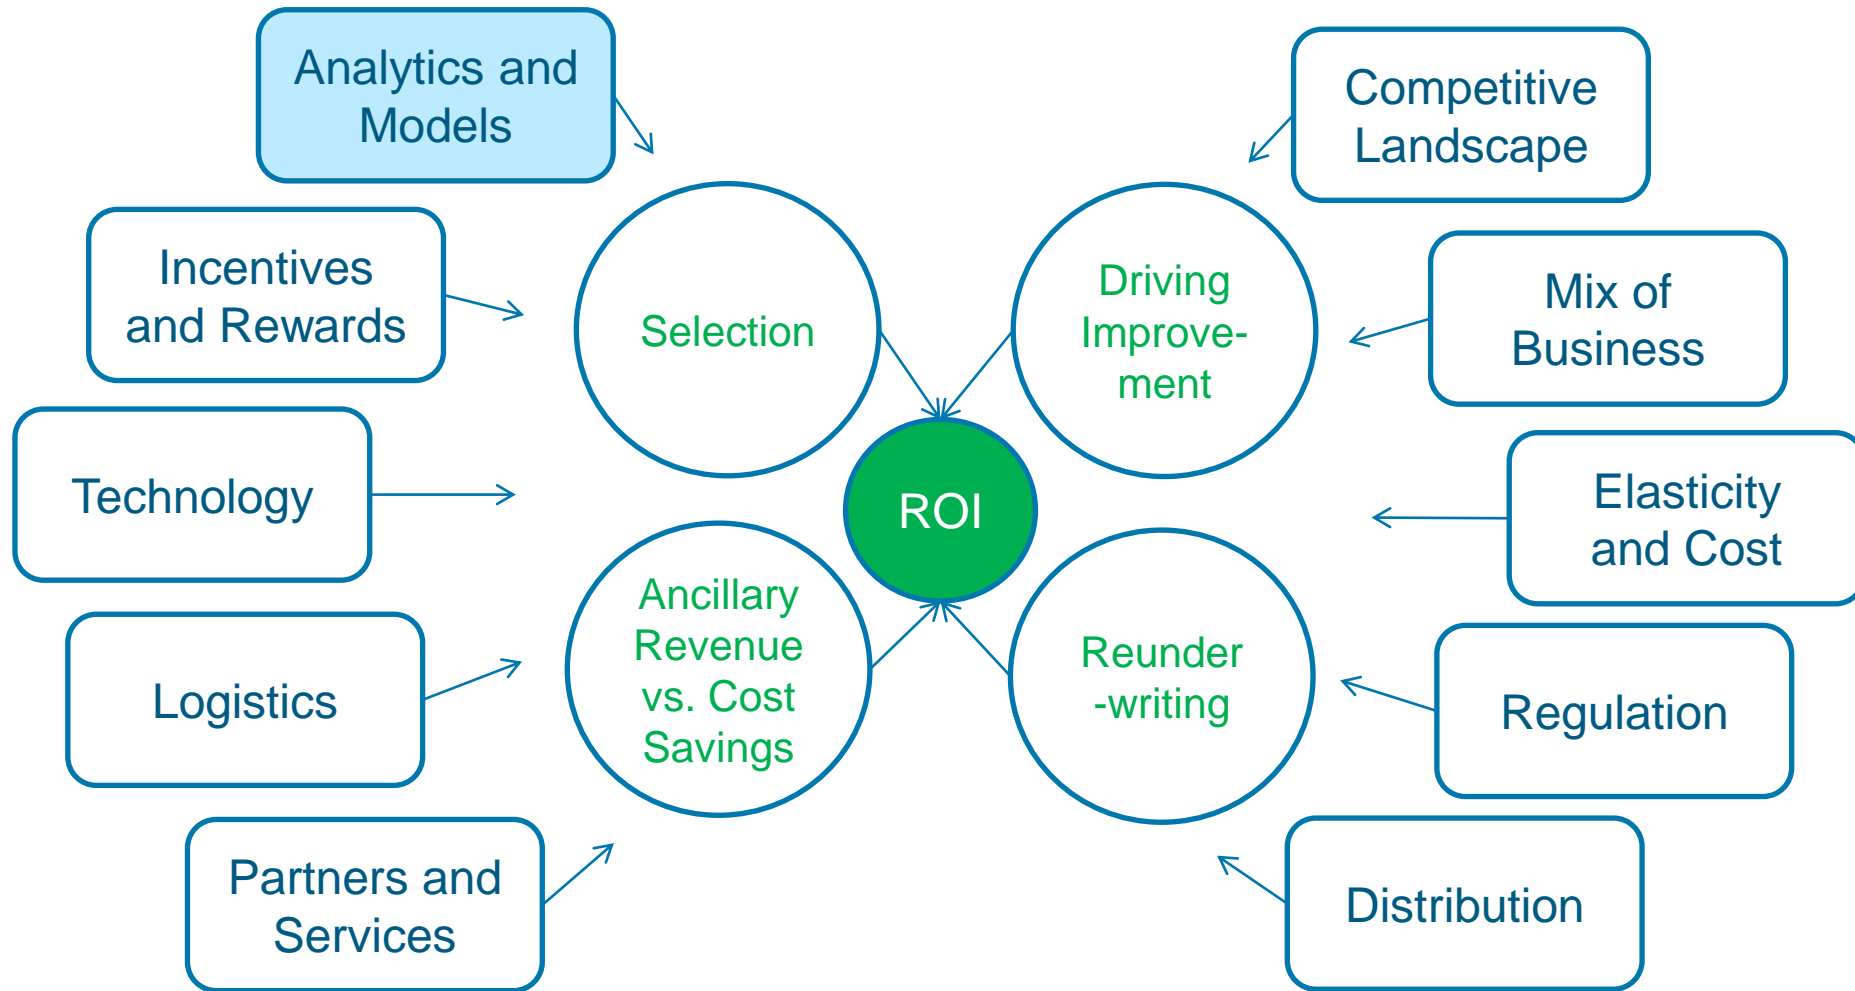 Analytics and
Models
Competitive
Landscape
Incentives
and Rewards
Selection
Driving
Improve-
ment
Mix of
Business
Technology
ROI
Elasticity
and Cost
Logistics
Ancillary
Revenue
vs. Cost
Savings
Reunder
-writing
Regulation
Partners and
Services
Distribution